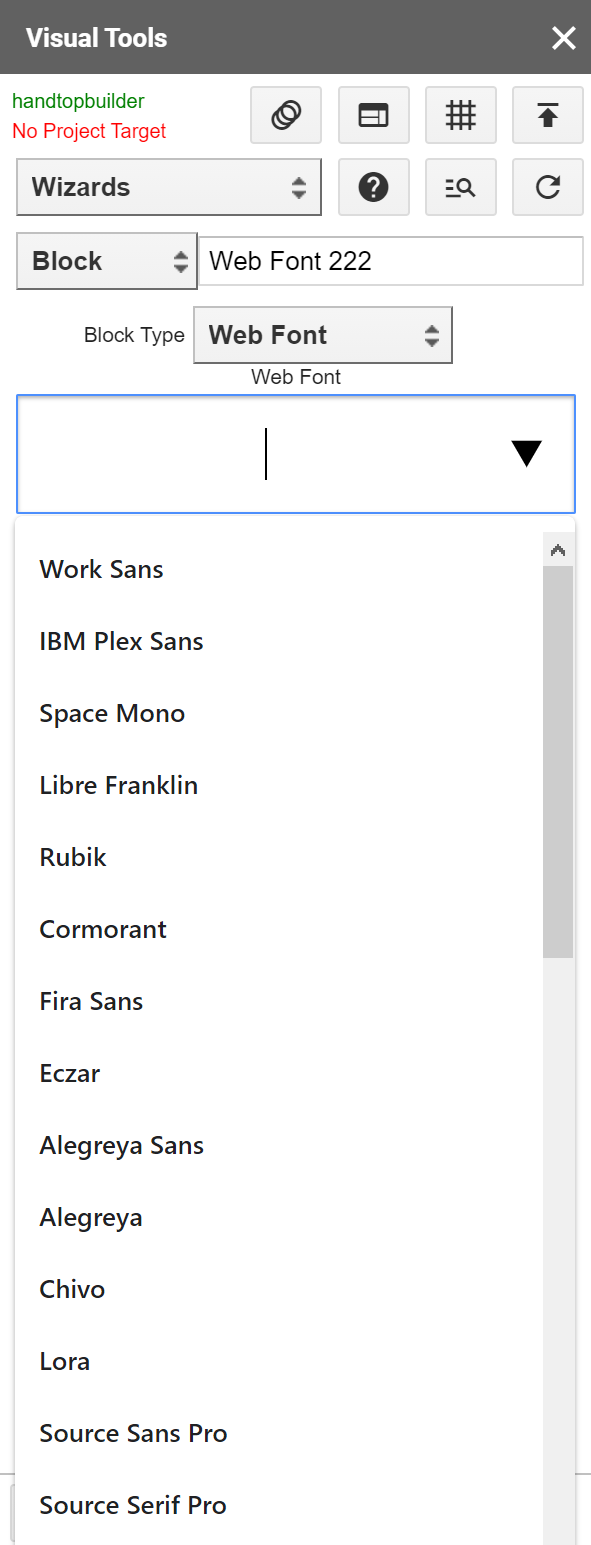 Visual Tools
handtopbuilder
No Project Target
Wizards
Block Web Font 222
Block Type Web Font
Web Font
Work Sans
IBM Plex Sans
Space Mono
Libre Franklin
Rubik
Cormorant
Fira Sans
Eczar
Alegreya Sans
Alegreya
Chivo
Lora
Source Sans Pro
Source Serif Pro